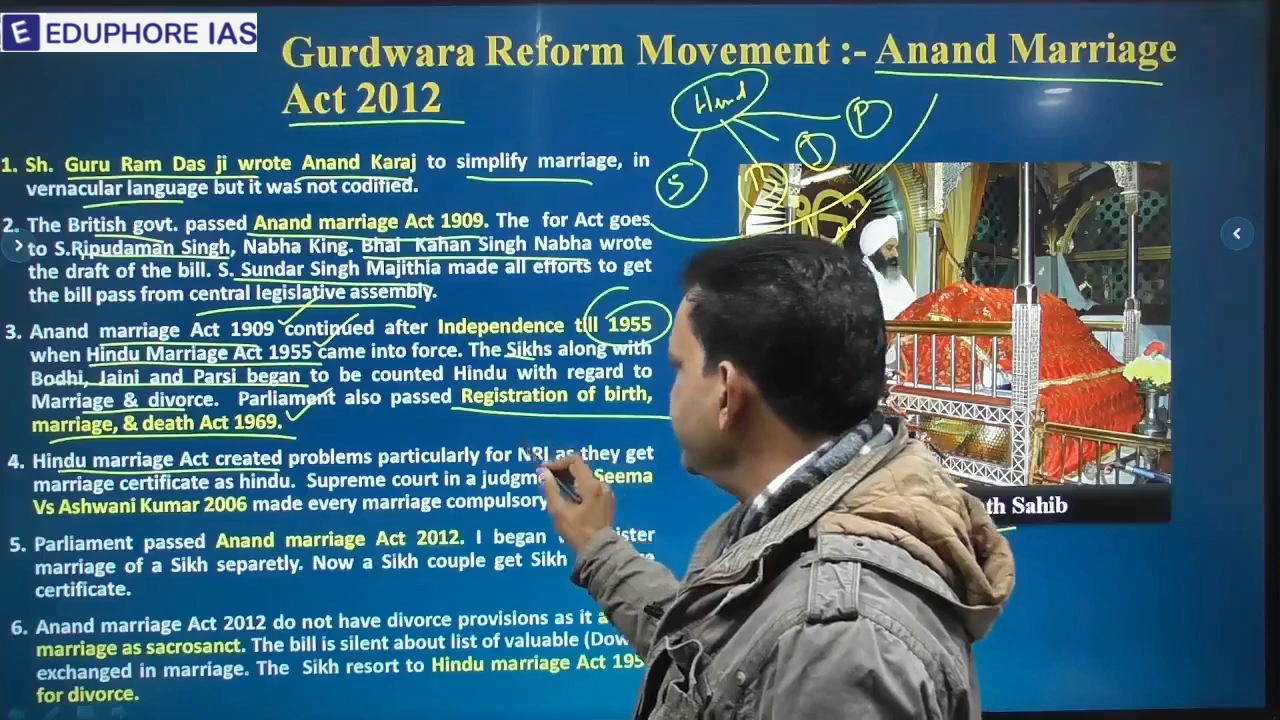 E EDUPHORE IAS
Gurdwara Reform Movement :- Anand Marriage
Act 2012
Hind
P
J
S
1. Sh. Guru Ram Das ji wrote Anand Karaj to simplify marriage, in
vernacular language but it was not codified.
2. The British govt. passed Anand marriage Act 1909. The for Act goes
to S.Ripudaman Singh, Nabha King. Bhai Kahan Singh Nabha wrote
the draft of the bill. S. Sundar Singh Majithia made all efforts to get
the bill pass from central legislative assembly.
3. Anand marriage Act 1909 continued after Independence till 1955
when Hindu Marriage Act 1955 came into force. The Sikhs along with
Bodhi, Jaini and Parsi began to be counted Hindu with regard to
Marriage & divorce. Parliament also passed Registration of birth,
marriage, & death Act 1969.
4. Hindu marriage Act created problems particularly for NRI as they get
marriage certificate as hindu. Supreme court in a judgme Seema
Vs Ashwani Kumar 2006 made every marriage compulsory
5. Parliament passed Anand marriage Act 2012. I began ister
marriage of a Sikh separetly. Now a Sikh couple get Sikh
certificate.
6. Anand marriage Act 2012 do not have divorce provisions as it
marriage as sacrosanct. The bill is silent about list of valuable (Dow
exchanged in marriage. The Sikh resort to Hindu marriage Act 195
for divorce.
th Sahib